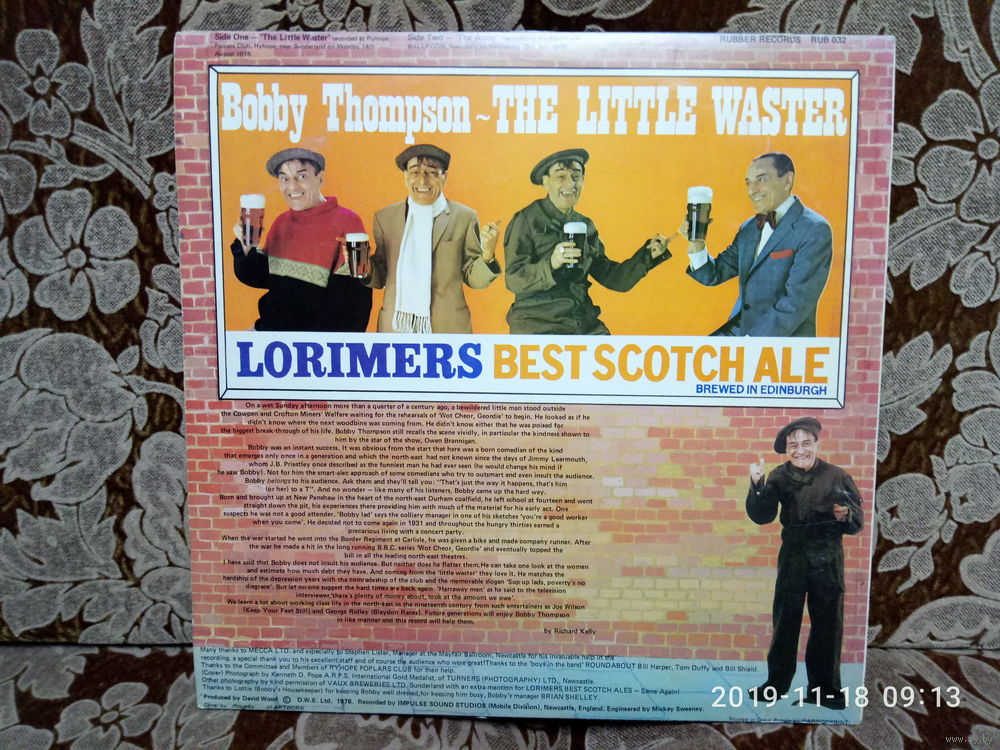 Side One — "The Little Waster" recorded at Ryhope
Poplars Club, Ryhope, near Sunderland on Monday, 14th
August 1978.
Side Two — "The Army"
RUBBER RECORDS RUB 032
Bobby Thompson ~ THE LITTLE WASTER
LORIMERS BEST SCOTCH ALE
BREWED IN EDINBURGH
On a wet Sunday afternoon more than a quarter of a century ago, a bewildered little man stood outside
the Cowpen and Crofton Miners' Welfare waiting for the rehearsals of 'Wot Cheor, Geordie' to begin. He looked as if he
didn't know where the next woodbine was coming from. He didn't know either that he was poised for
the biggest break-through of his life. Bobby Thompson still recalls the scene vividly, in particular the kindness shown to
him by the star of the show, Owen Brannigan.
Bobby was an instant success. It was obvious from the start that here was a born comedian of the kind
that emerges only once in a generation and which the north-east had not known since the days of Jimmy Learmouth,
whom J.B. Priestley once described as the funniest man he had ever seen (he would change his mind if
he saw Bobby). Not for him the smart-alec approach of some comedians who try to outsmart and even insult the audience.
Bobby belongs to his audience. Ask them and they'll tell you: "That's just the way it happens, that's him
(or her) to a T". And no wonder — like many of his listeners, Bobby came up the hard way.
Born and brought up at New Penshaw in the heart of the north-east Durham coalfield, he left school at fourteen and went
straight down the pit, his experiences there providing him with much of the material for his early act. One
suspects he was not a good attender. 'Bobby lad' says the colliery manager in one of his sketches 'you're a good worker
when you come'. He decided not to come again in 1931 and throughout the hungry thirties earned a
precarious living with a concert party.
When the war started he went into the Border Regiment at Carlisle, he was given a bike and made company runner. After
the war he made a hit in the long running B.B.C. series 'Wot Cheor, Geordie' and eventually topped the
bill in all the leading north-east theatres.
I have said that Bobby does not insult his audience. But neither does he flatter them. He can take one look at the women
and estimate how much debt they have. And coming from the 'little waster' they love it. He matches the
hardship of the depression years with the comradeship of the club and the memorable slogan 'Sup up lads, poverty's no
disgrace'. But let no-one suggest the hard times are back again. 'Harraway man' as he said to the television
interviewer, 'there's plenty of money about, look at the amount we owe'.
We learn a lot about working class life in the north-east in the nineteenth century from such entertainers as Joe Wilson
(Keep Your Feet Still) and George Ridley (Blaydon Races). Future generations will enjoy Bobby Thompson
in like manner and this record will help them.
by Richard Kelly
Many thanks to MECCA LTD. and especially to Stephen Lister, Manager at the Mayfair Ballroom, Newcastle for his invaluable help in the
recording, a special thank you to his excellent staff and of course the audience who were great! Thanks to the 'boys in the band' ROUNDABOUT Bill Harper, Tom Duffy and Bill Shield.
Thanks to the Committee and Members of RYHOPE POPLARS CLUB for their help.
(Cover) Photograph by Kenneth D. Pope A.R.P.S. International Gold Medalist, of TURNERS (PHOTOGRAPHY) LTD., Newcastle.
Other photography by kind permission of VAUX BREWERIES LTD. Sunderland with an extra mention for LORIMERS BEST SCOTCH ALES — Same Again!
Thanks to Lottie (Bobby's Housekeeper) for keeping Bobby well dressed, for keeping him busy, Bobby's manager BRIAN SHELLEY.
Produced by David Wood © D.W.E. Ltd. 1978. Recorded by IMPULSE SOUND STUDIOS (Mobile Division), Newcastle, England. Engineered by Mickey Sweeney.
Cover by ARTWORK
Printed in Great Britain by GARRODPRINT
2019-11-18 09:13
www.ay.by